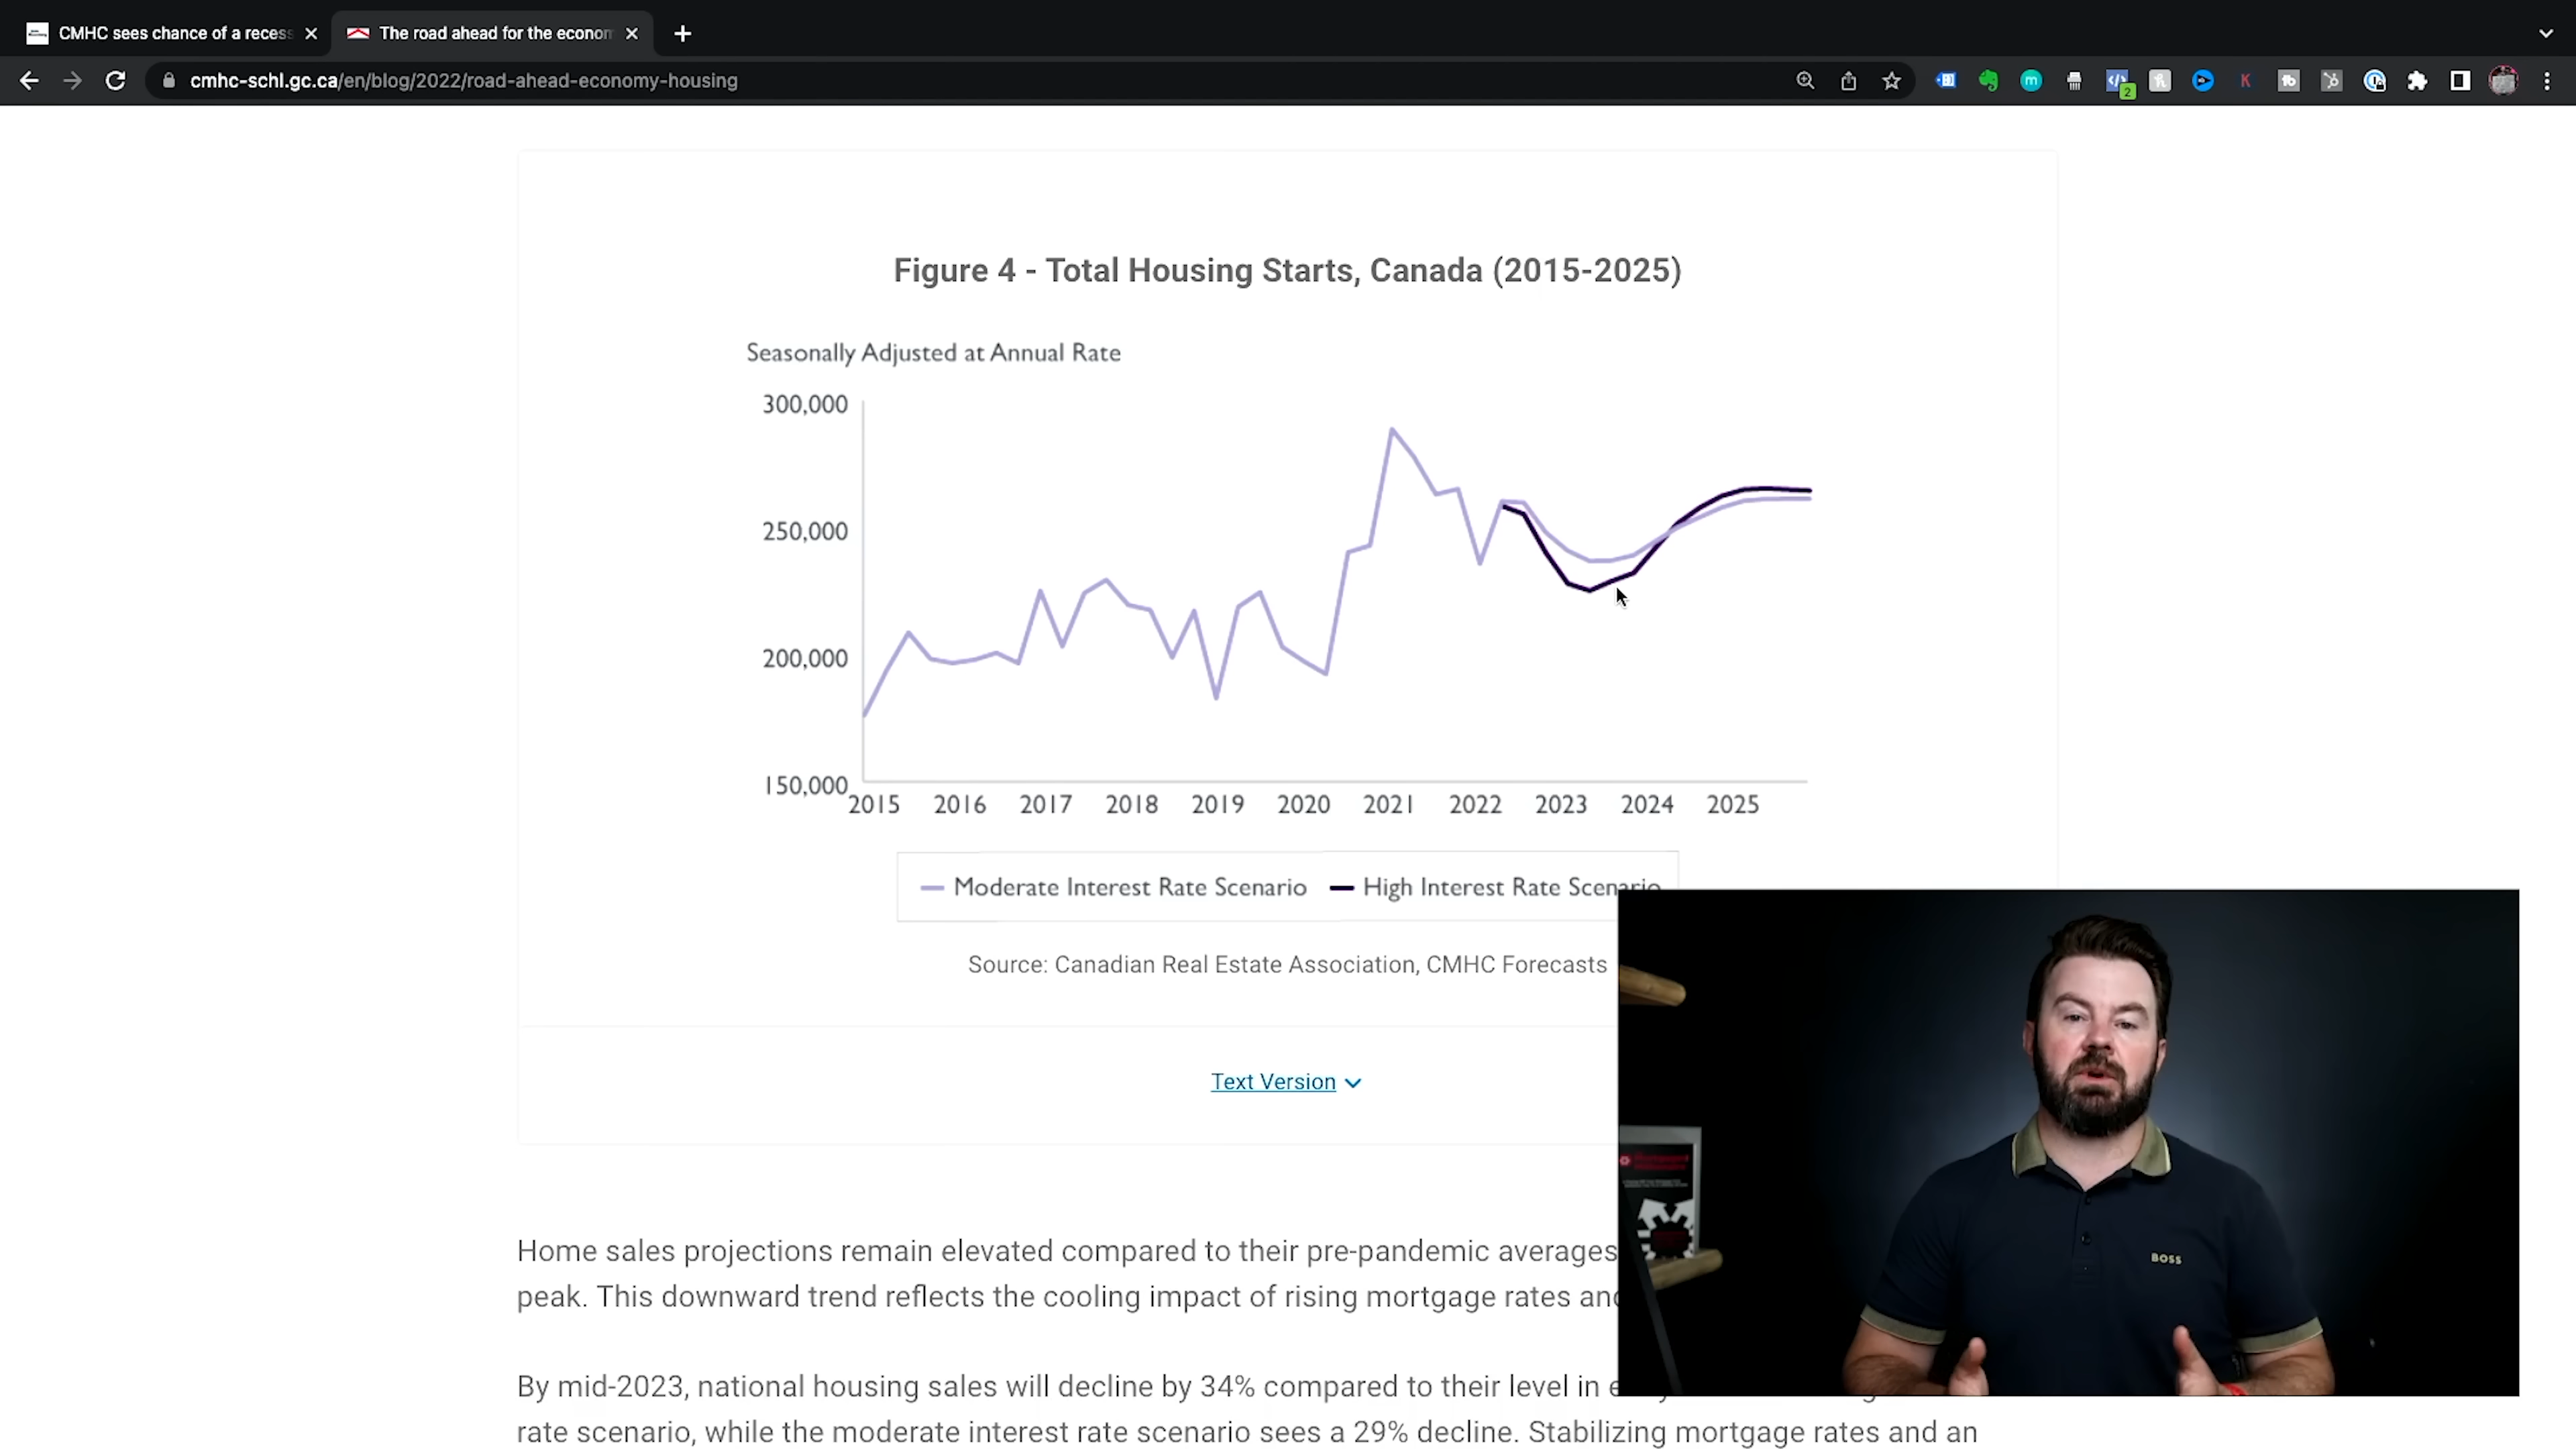 CMHC sees chance of a recess
The road ahead for the econom
cmhc-schl.gc.ca/en/blog/2022/road-ahead-economy-housing
2
Figure 4 - Total Housing Starts, Canada (2015-2025)
Seasonally Adjusted at Annual Rate
300,000
250,000
200,000
150,000
2015 2016 2017 2018 2019 2020 2021 2022 2023 2024 2025
Moderate Interest Rate Scenario High Interest Rate Scenario
Source: Canadian Real Estate Association, CMHC Forecasts
Text Version
Home sales projections remain elevated compared to their pre-pandemic averages
peak. This downward trend reflects the cooling impact of rising mortgage rates and
By mid-2023, national housing sales will decline by 34% compared to their level in
rate scenario, while the moderate interest rate scenario sees a 29% decline. Stabilizing mortgage rates and an
BOSS